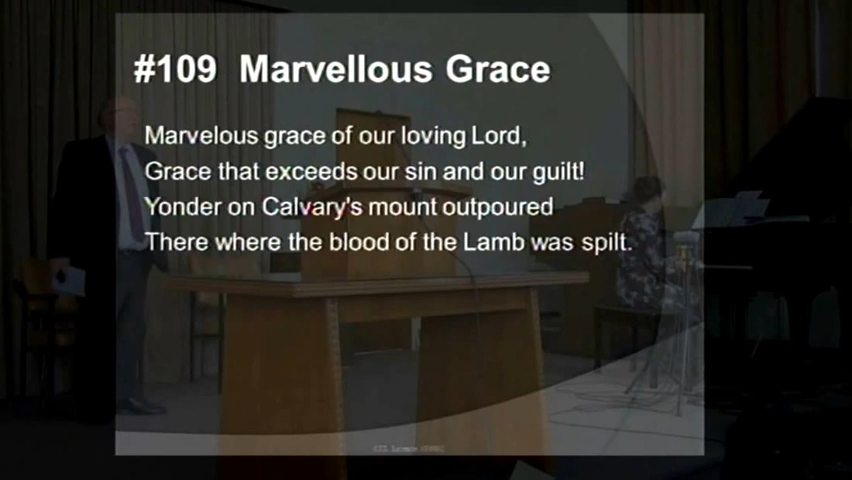 #109 Marvellous Grace
Marvelous grace of our loving Lord,
Grace that exceeds our sin and our guilt!
Yonder on Calvary's mount outpoured
There where the blood of the Lamb was spilt.